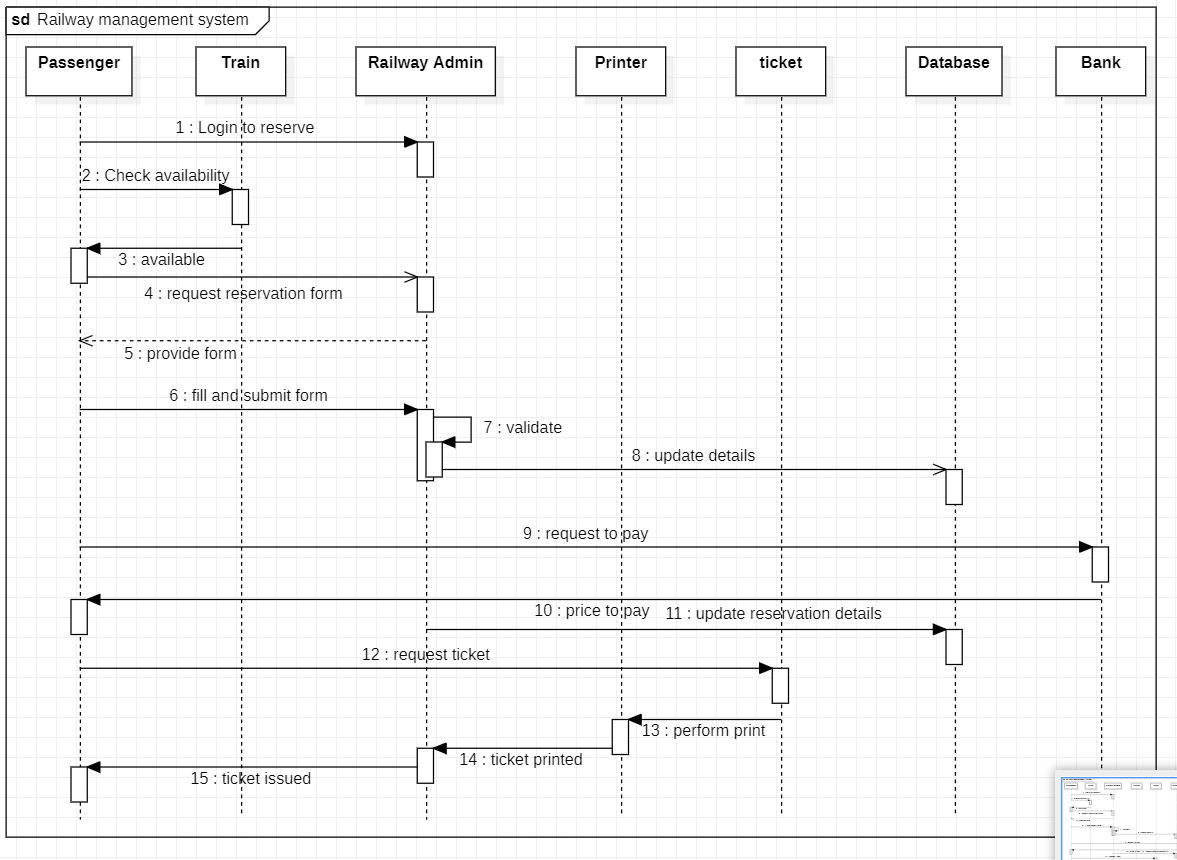 sd Railway management system
Passenger Train Railway Admin Printer ticket Database Bank
1 : Login to reserve
2 : Check availability
3 : available
4 : request reservation form
5 : provide form
6 : fill and submit form
7 : validate
8 : update details
9 : request to pay
10 : price to pay 11 : update reservation details
12 : request ticket
13 : perform print
14 : ticket printed
15 : ticket issued